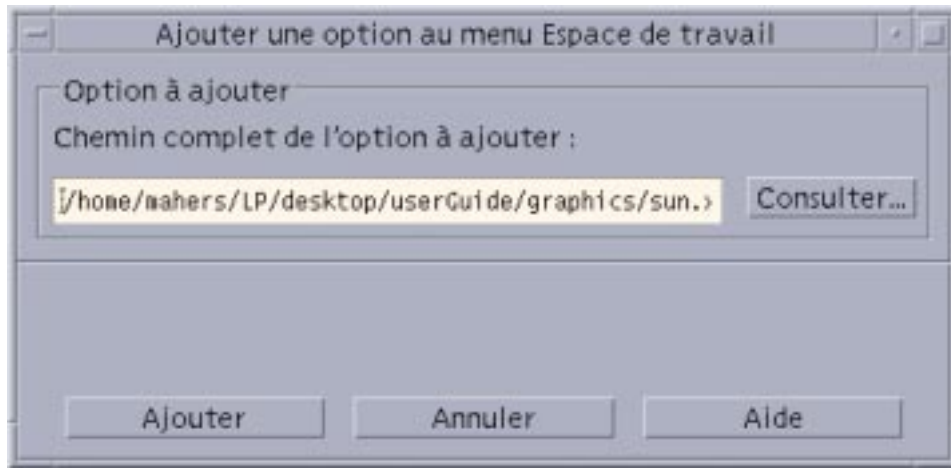 Ajouter une option au menu Espace de travail
Option à ajouter
Chemin complet de l'option à ajouter :
/home/mahers/LP/desktop/userGuide/graphics/sun.›
Consulter...
Ajouter
Annuler
Aide